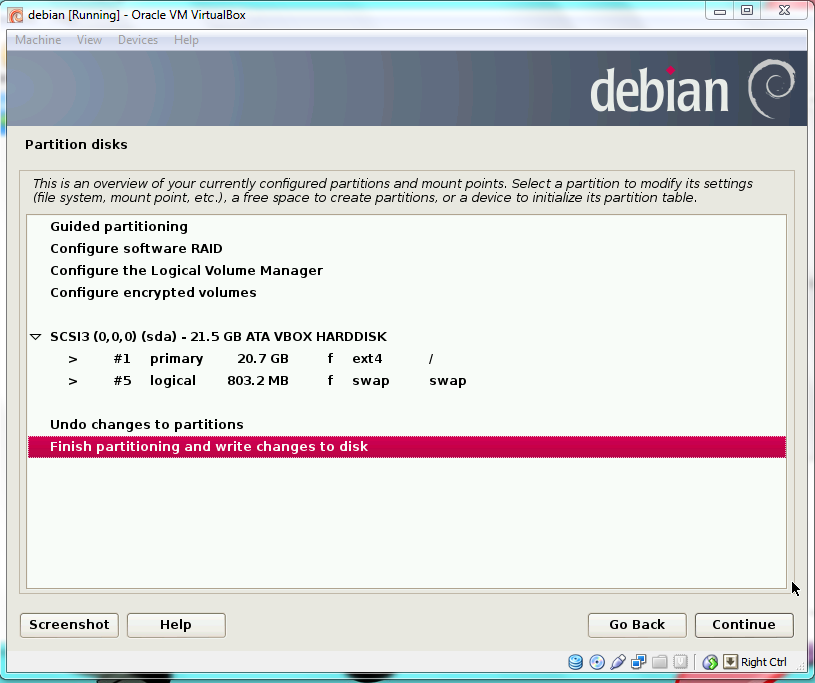 debian [Running] - Oracle VM VirtualBox
Machine View Devices Help
debian
Partition disks
This is an overview of your currently configured partitions and mount points. Select a partition to modify its settings
(file system, mount point, etc.), a free space to create partitions, or a device to initialize its partition table.
Guided partitioning
Configure software RAID
Configure the Logical Volume Manager
Configure encrypted volumes
SCSI3 (0,0,0) (sda) - 21.5 GB ATA VBOX HARDDISK
> #1 primary 20.7 GB f ext4 /
> #5 logical 803.2 MB f swap swap
Undo changes to partitions
Finish partitioning and write changes to disk
Screenshot Help Go Back Continue
Right Ctrl